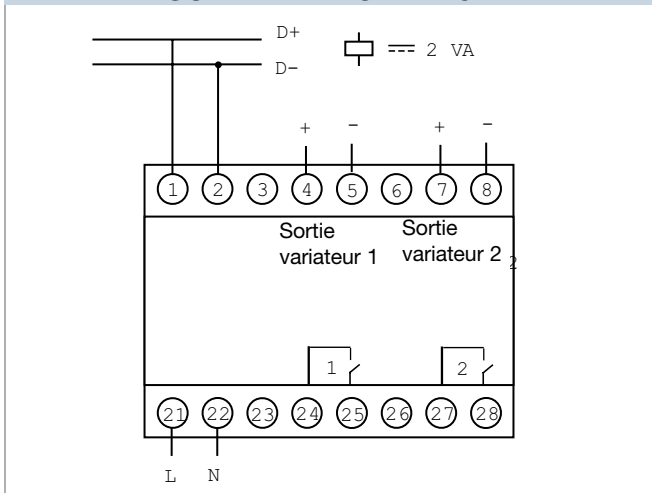 D+
D-
2 VA
+ - + -
1 2 3 4 5 6 7 8
Sortie
variateur 1
Sortie
variateur 2
2
1 2
21 22 23 24 25 26 27 28
L N